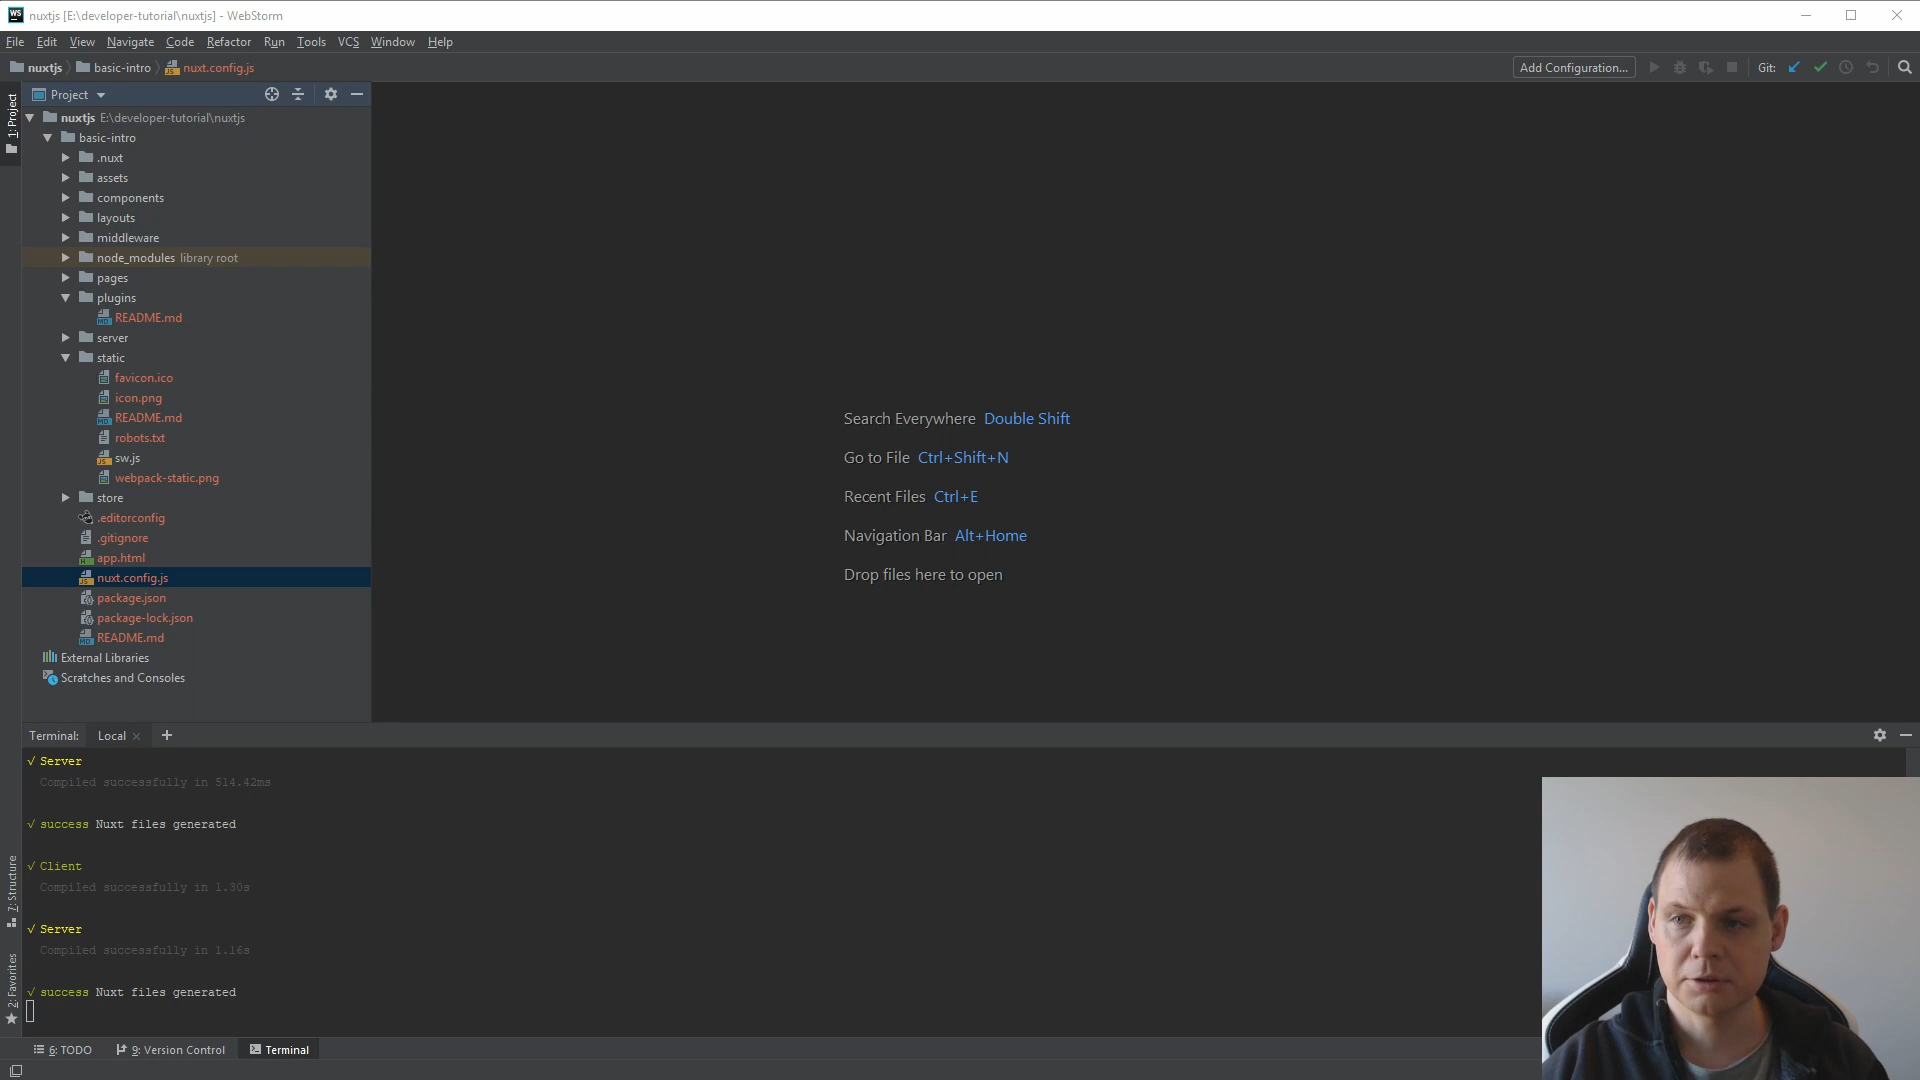 nuxtjs [E:\developer-tutorial\nuxtjs] - WebStorm
File Edit View Navigate Code Refactor Run Tools VCS Window Help
nuxtjs basic-intro nuxt.config.js Add Configuration... Git:
Project
1: Project
nuxtjs E:\developer-tutorial\nuxtjs
basic-intro
.nuxt
assets
components
layouts
middleware
node_modules library root
pages
plugins
README.md
server
static
favicon.ico
icon.png
README.md
robots.txt
sw.js
webpack-static.png
store
.editorconfig
.gitignore
app.html
nuxt.config.js
package.json
package-lock.json
README.md
External Libraries
Scratches and Consoles
Search Everywhere Double Shift
Go to File Ctrl+Shift+N
Recent Files Ctrl+E
Navigation Bar Alt+Home
Drop files here to open
Terminal: Local × +
√ Server
Compiled successfully in 514.42ms
√ success Nuxt files generated
√ Client
Compiled successfully in 1.30s
√ Server
Compiled successfully in 1.16s
√ success Nuxt files generated
7: Structure
2: Favorites
6: TODO 9: Version Control Terminal